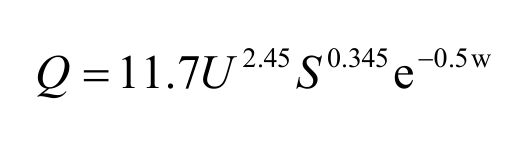 Q = 11.7U^{2.45} S^{0.345} e^{-0.5w}